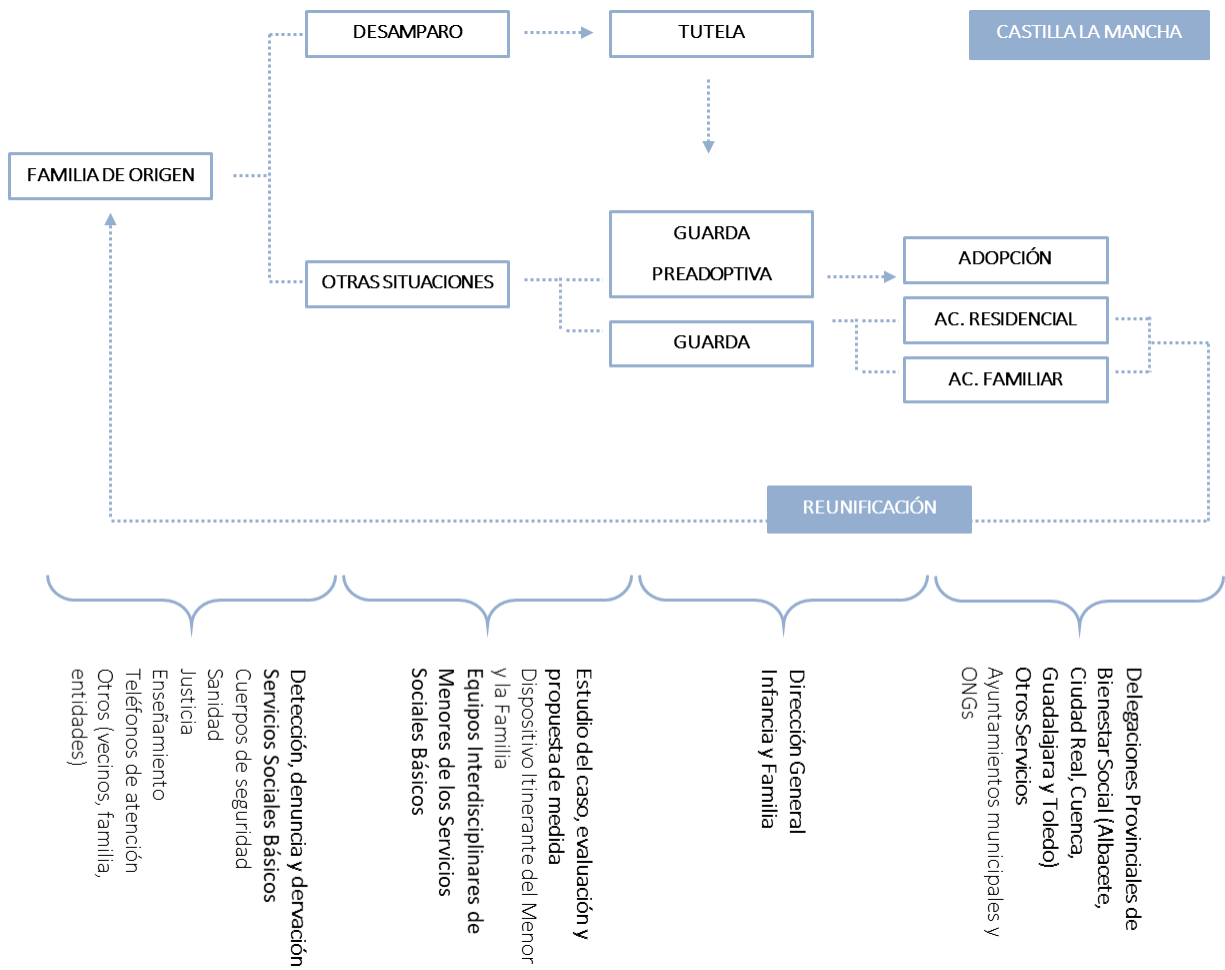 DESAMPARO
TUTELA
CASTILLA LA MANCHA
FAMILIA DE ORIGEN
GUARDA
PREADOPTIVA
ADOPCIÓN
OTRAS SITUACIONES
AC. RESIDENCIAL
GUARDA
AC. FAMILIAR
REUNIFICACIÓN
Detección, denuncia y dervación
Servicios Sociales Básicos
Cuerpos de seguridad
Sanidad
Justicia
Enseñamiento
Teléfonos de atención
Otros (vecinos, familia,
entidades)
Estudio del caso, evaluación y
propuesta de medida
Dispositivo Itinerante del Menor
y la Familia
Equipos Interdisciplinares de
Menores de los Servicios
Sociales Básicos
Dirección General
Infancia y Familia
Delegaciones Provinciales de
Bienestar Social (Albacete,
Ciudad Real, Cuenca,
Guadalajara y Toledo)
Otros Servicios
Ayuntamientos municipales y
ONGs